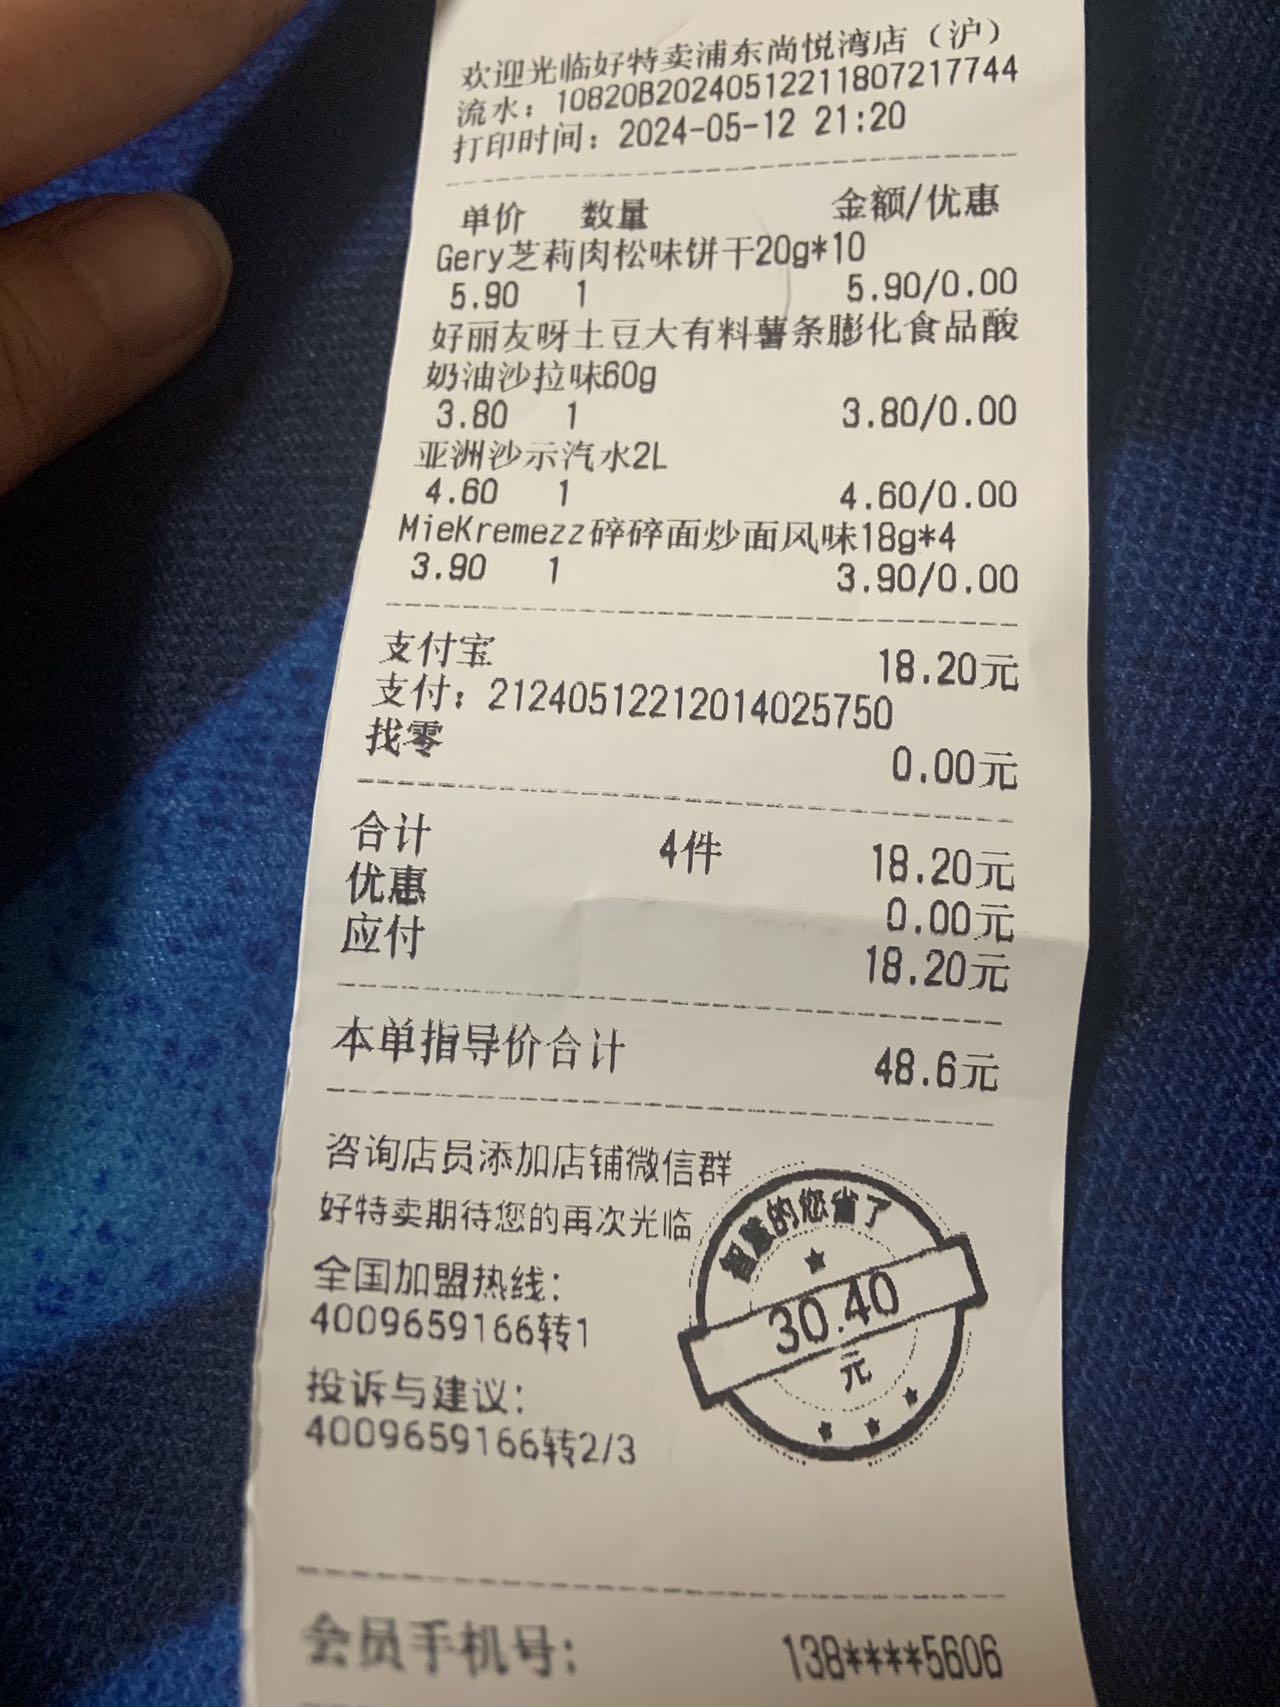 欢迎光临好特卖浦东尚悦湾店（沪）
流水：10820B20240512211807217744
打印时间：2024-05-12 21:20
单价 数量 金额/优惠
Gery芝莉肉松味饼干20g*10
5.90 1 5.90/0.00
好丽友呀土豆大有料薯条膨化食品酸
奶油沙拉味60g
3.80 1 3.80/0.00
亚洲沙示汽水2L
4.60 1 4.60/0.00
MieKremezz碎碎面炒面风味18g*4
3.90 1 3.90/0.00
支付宝 18.20元
支付：21240512212014025750
找零 0.00元
合计 4件 18.20元
优惠 0.00元
应付 18.20元
本单指导价合计 48.6元
咨询店员添加店铺微信群
好特卖期待您的再次光临
全国加盟热线：
4009659166转1
投诉与建议：
4009659166转2/3
智慧的您省了
30.40
元
会员手机号： 138****5606